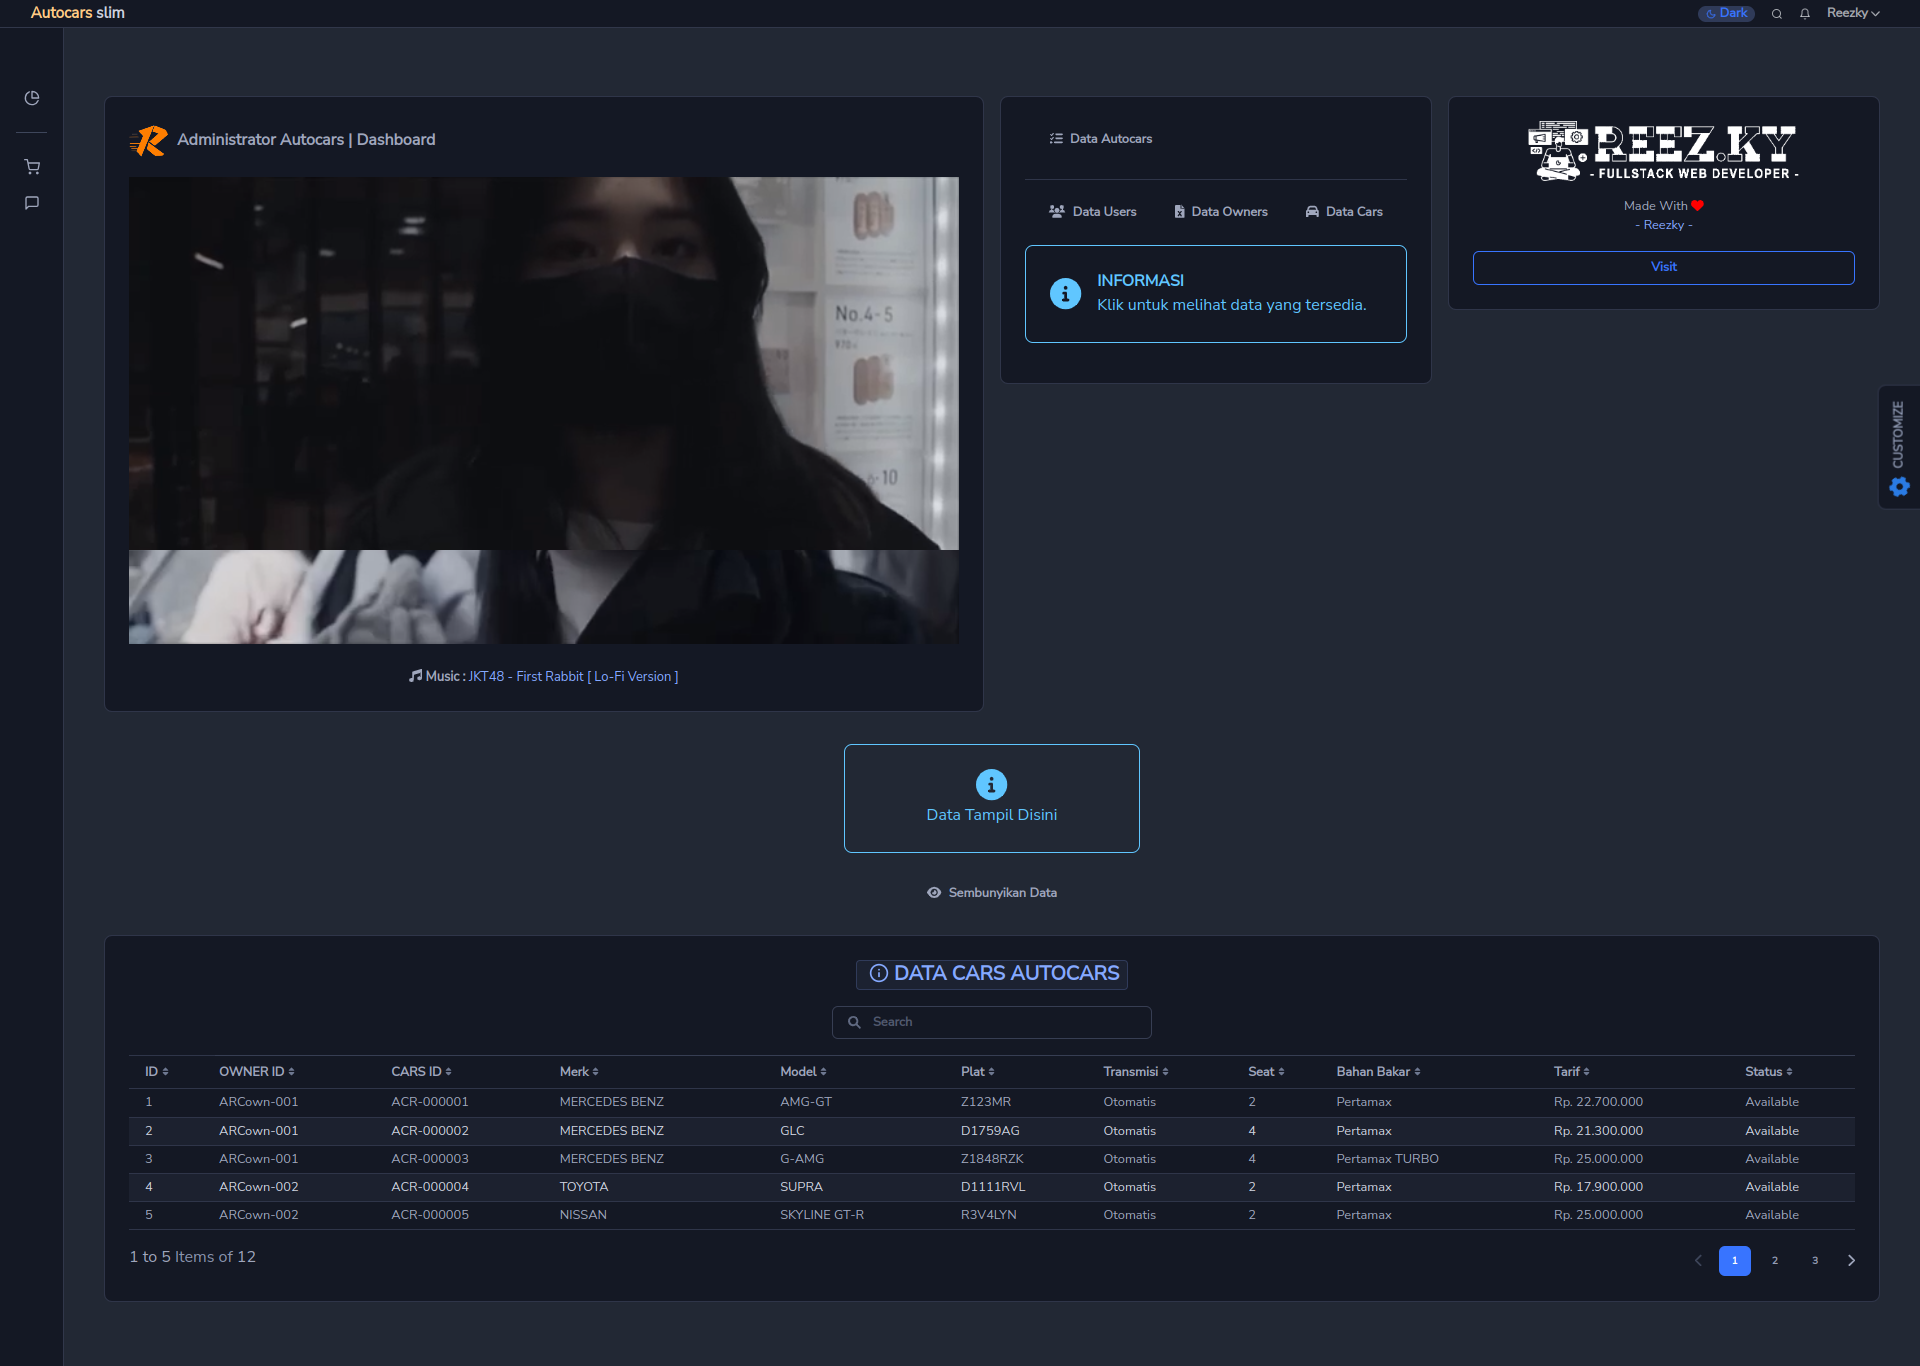 Autocars slim
Dark
Reezky
Administrator Autocars | Dashboard
No.4-5
970
10
Music : JKT48 - First Rabbit [ Lo-Fi Version ]
Data Autocars
Data Users
Data Owners
Data Cars
INFORMASI
Klik untuk melihat data yang tersedia.
REEZ.KY
- FULLSTACK WEB DEVELOPER -
Made With
- Reezky -
Visit
CUSTOMIZE
Data Tampil Disini
Sembunyikan Data
DATA CARS AUTOCARS
Search
ID OWNER ID CARS ID Merk Model Plat Transmisi Seat Bahan Bakar Tarif Status
1 ARCown-001 ACR-000001 MERCEDES BENZ AMG-GT Z123MR Otomatis 2 Pertamax Rp. 22.700.000 Available
2 ARCown-001 ACR-000002 MERCEDES BENZ GLC D1759AG Otomatis 4 Pertamax Rp. 21.300.000 Available
3 ARCown-001 ACR-000003 MERCEDES BENZ G-AMG Z1848RZK Otomatis 4 Pertamax TURBO Rp. 25.000.000 Available
4 ARCown-002 ACR-000004 TOYOTA SUPRA D1111RVL Otomatis 2 Pertamax Rp. 17.900.000 Available
5 ARCown-002 ACR-000005 NISSAN SKYLINE GT-R R3V4LYN Otomatis 2 Pertamax Rp. 25.000.000 Available
1 to 5 Items of 12
1 2 3